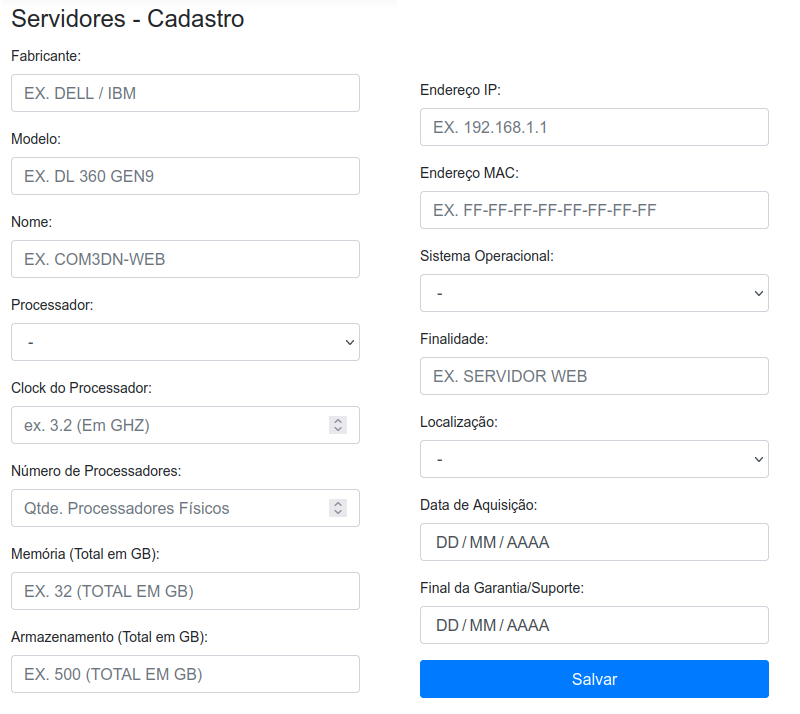 Servidores - Cadastro
Fabricante:
EX. DELL / IBM
Modelo:
EX. DL 360 GEN9
Nome:
EX. COM3DN-WEB
Processador:
-
Clock do Processador:
ex. 3.2 (Em GHZ)
Número de Processadores:
Qtde. Processadores Físicos
Memória (Total em GB):
EX. 32 (TOTAL EM GB)
Armazenamento (Total em GB):
EX. 500 (TOTAL EM GB)
Endereço IP:
EX. 192.168.1.1
Endereço MAC:
EX. FF-FF-FF-FF-FF-FF-FF-FF
Sistema Operacional:
-
Finalidade:
EX. SERVIDOR WEB
Localização:
-
Data de Aquisição:
DD / MM / AAAA
Final da Garantia/Suporte:
DD / MM / AAAA
Salvar